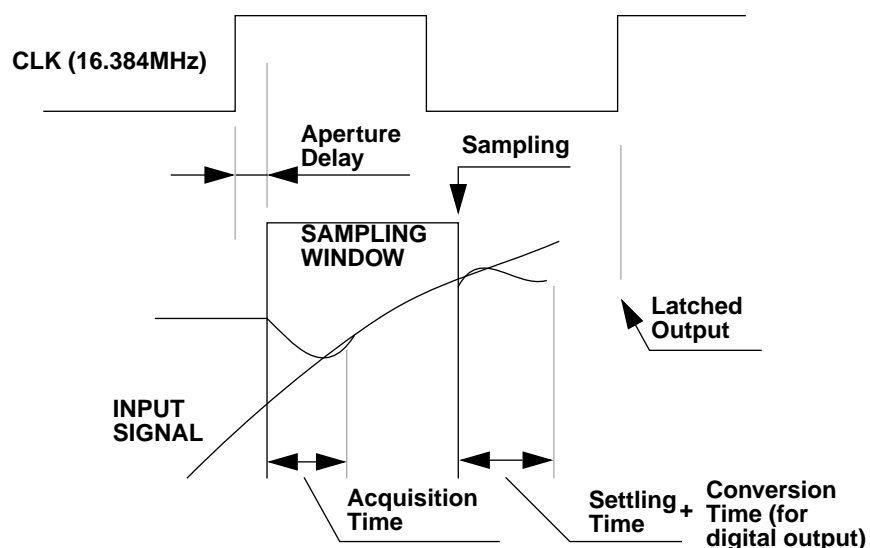 CLK (16.384MHz)
Aperture
Delay
Sampling
SAMPLING
WINDOW
Latched
Output
INPUT
SIGNAL
Acquisition
Time
Settling
Time
+
Conversion
Time (for
digital output)